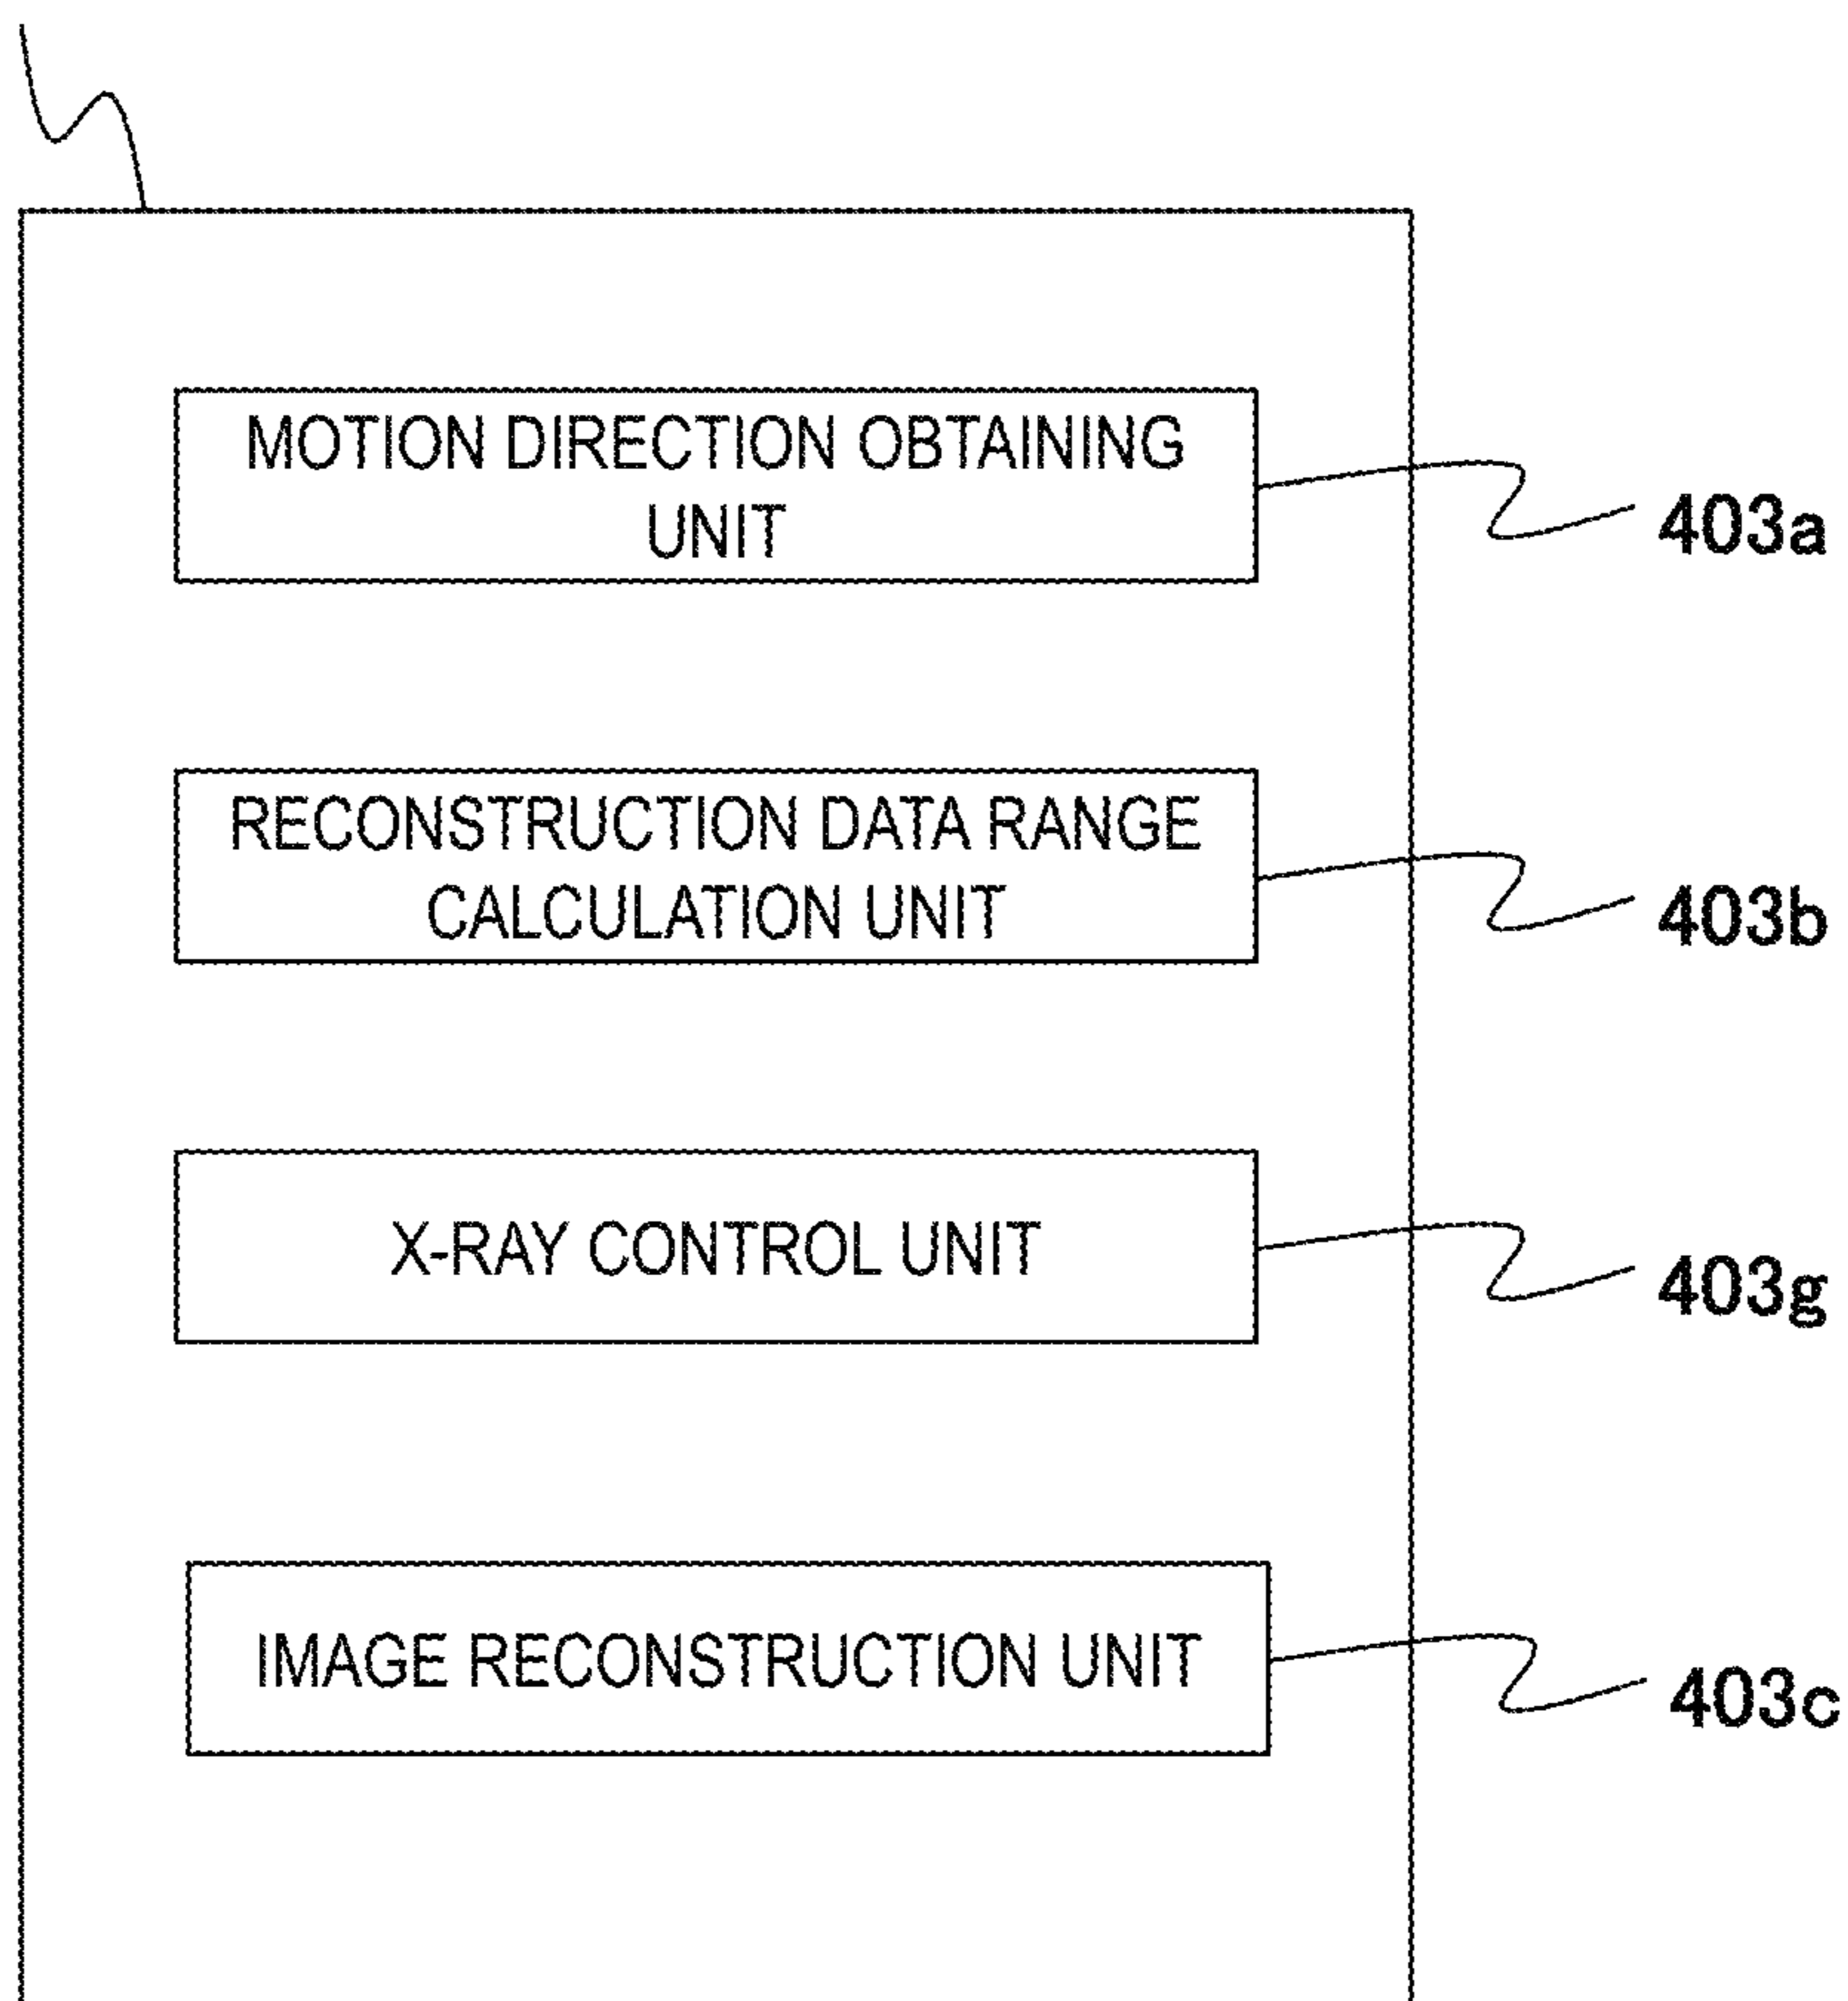 MOTION DIRECTION OBTAINING
UNIT
403a
RECONSTRUCTION DATA RANGE
CALCULATION UNIT
403b
X-RAY CONTROL UNIT
403g
IMAGE RECONSTRUCTION UNIT
403c